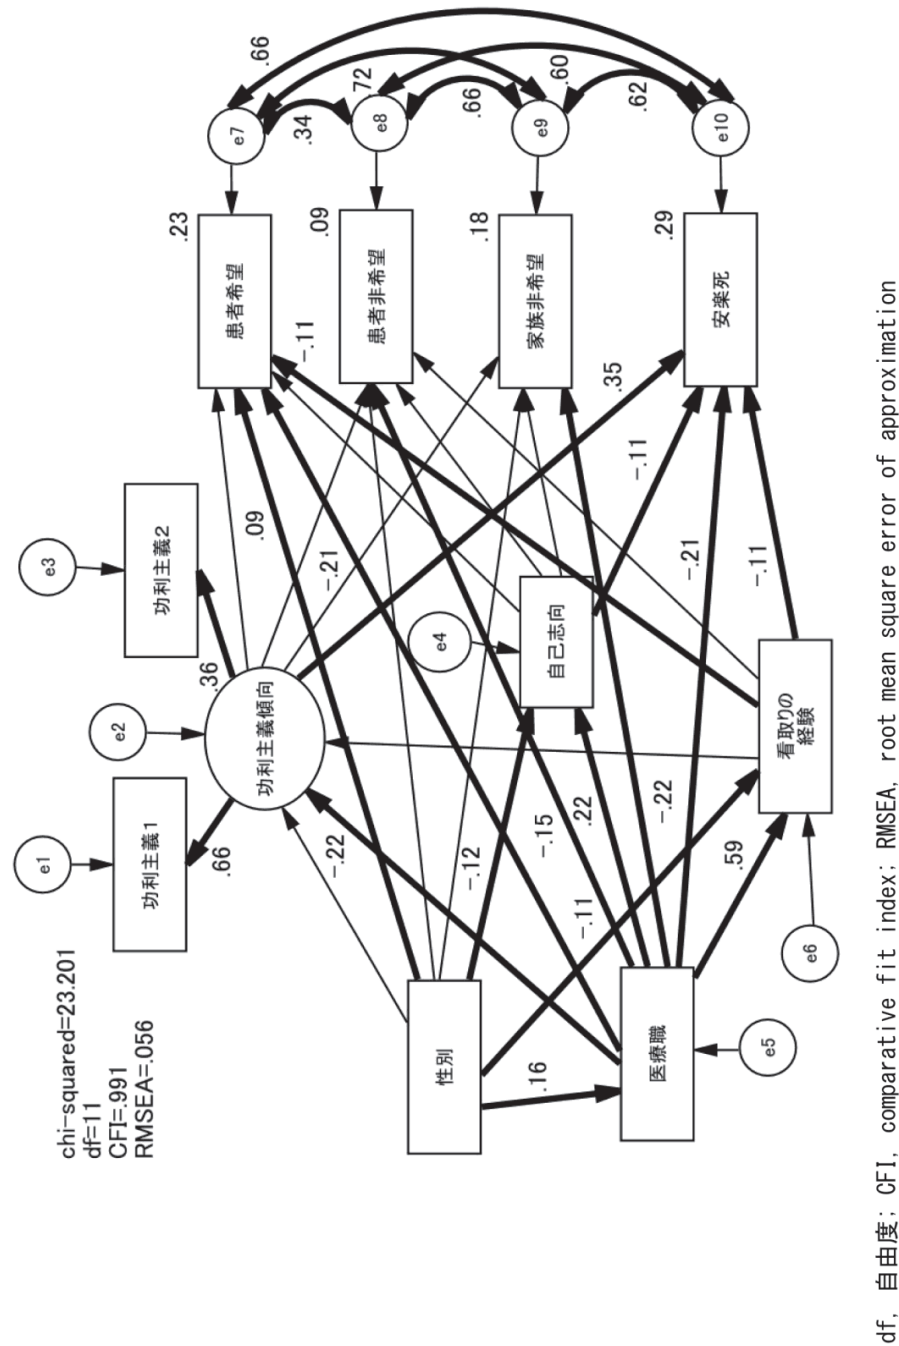 chi-squared=23.201
df=11
CFI=.991
RMSEA=.056
e1
功利主義1
.66
e2
功利主義傾向
.36
e3
功利主義2
性別
.16
医療職
e5
-.22
-.12
-.11
-.15
.22
-.22
.59
e6
看取りの
経験
e4
自己志向
.09
-.21
-.11
.35
-.11
-.21
-.11
患者希望
.23
患者非希望
.09
家族非希望
.18
安楽死
.29
e7
e8
e9
e10
.66
.34
.72
.66
.60
.62
df, 自由度; CFI, comparative fit index; RMSEA, root mean square error of approximation